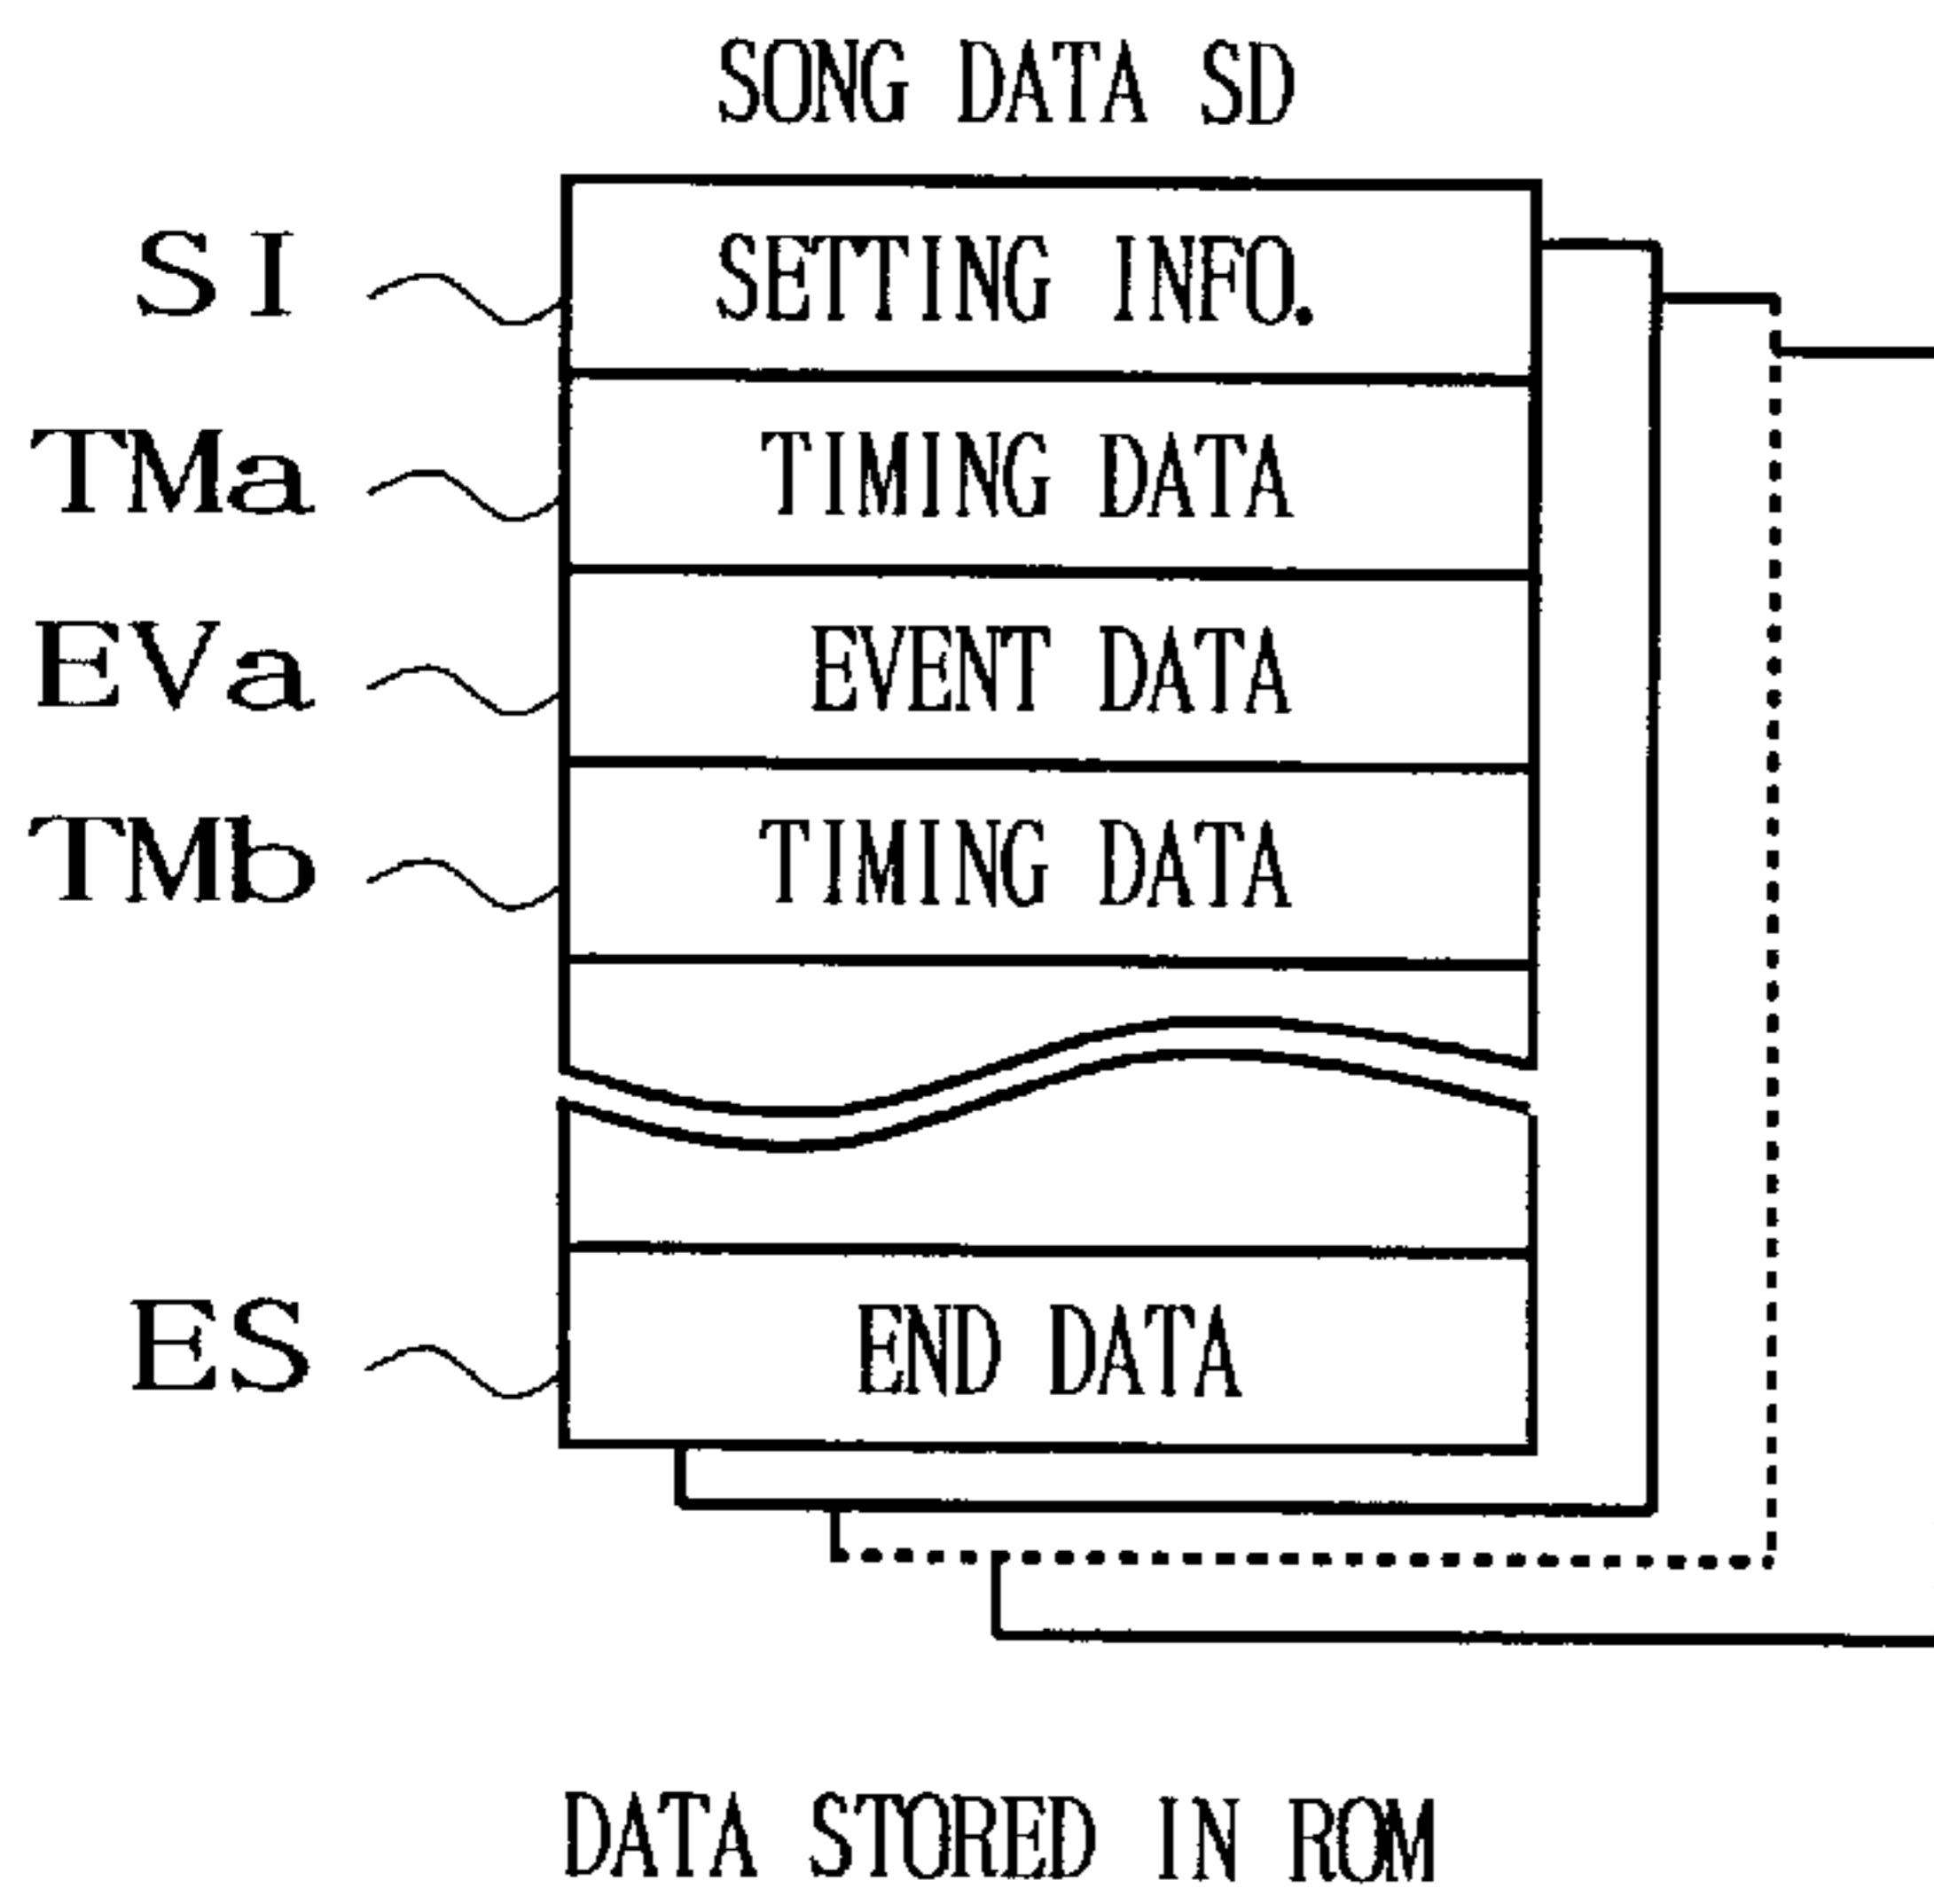 SONG DATA SD
SI SETTING INFO.
TMa TIMING DATA
EVa EVENT DATA
TMb TIMING DATA
ES END DATA
DATA STORED IN ROM